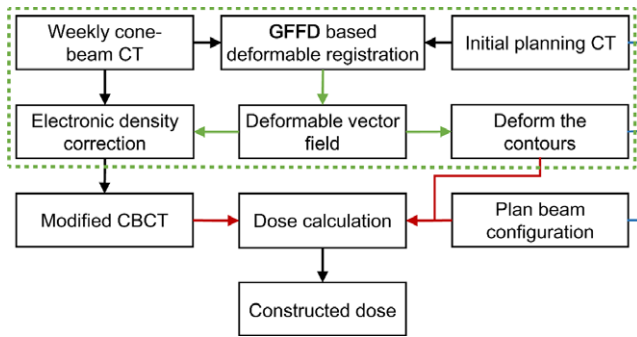 Weekly cone-
beam CT
GFFD based
deformable registration
Initial planning CT
Electronic density
correction
Deformable vector
field
Deform the
contours
Modified CBCT
Dose calculation
Plan beam
configuration
Constructed dose